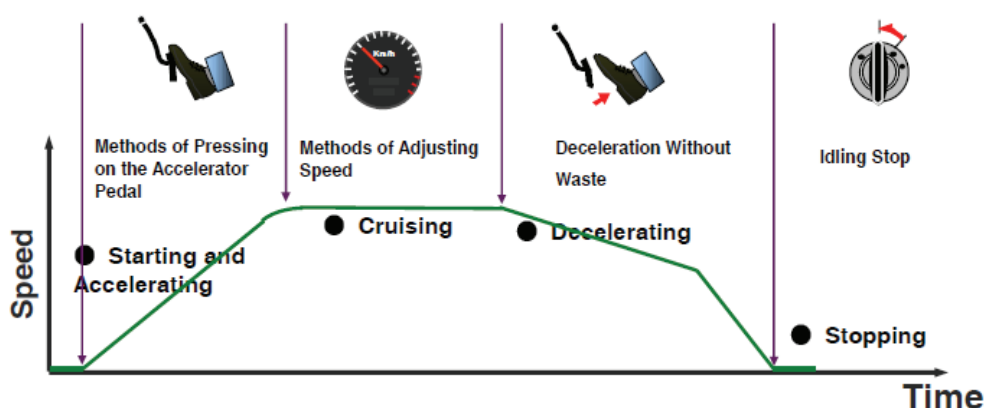 Km/h
Methods of Pressing
on the Accelerator
Pedal
Methods of Adjusting
Speed
Deceleration Without
Waste
Idling Stop
● Cruising
● Decelerating
● Starting and
Accelerating
● Stopping
Speed
Time